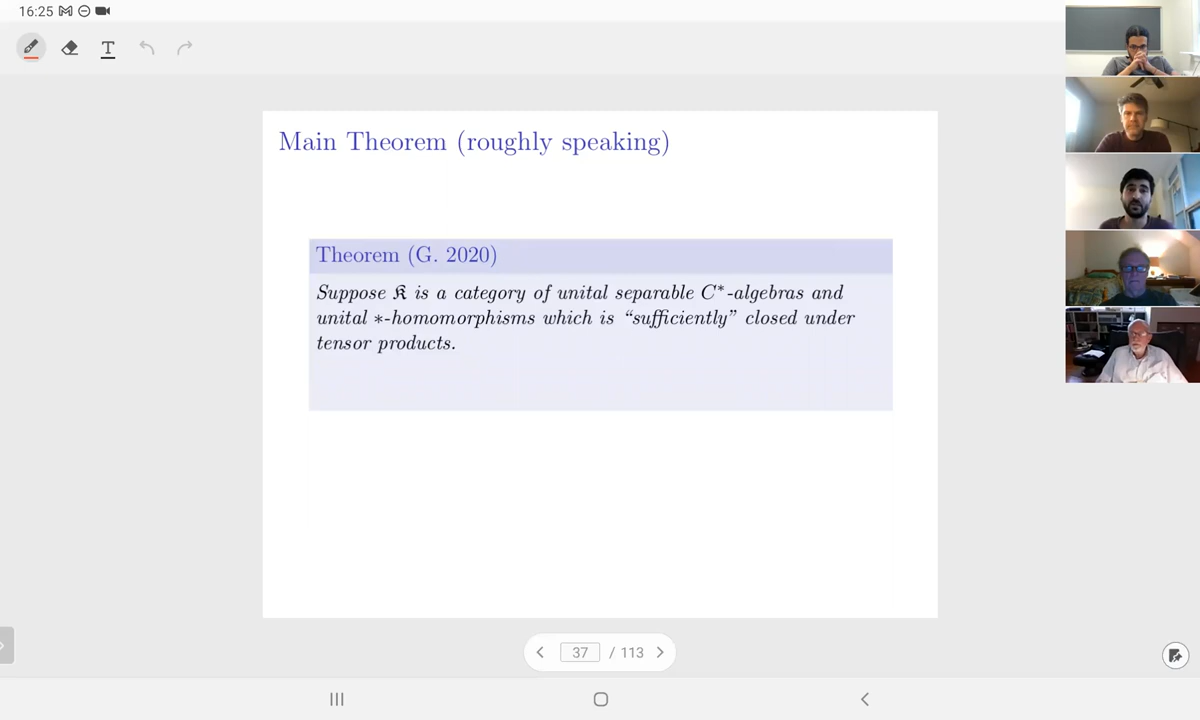 16:25
T
Main Theorem (roughly speaking)
Theorem (G. 2020)
Suppose 𝔎 is a category of unital separable C*-algebras and
unital *-homomorphisms which is “sufficiently” closed under
tensor products.
37 / 113